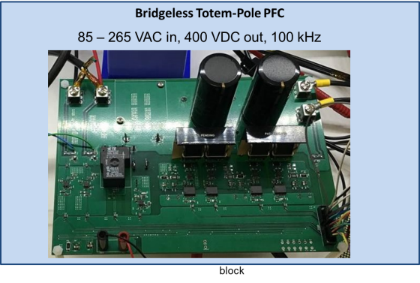 Bridgeless Totem-Pole PFC
85 – 265 VAC in, 400 VDC out, 100 kHz
block